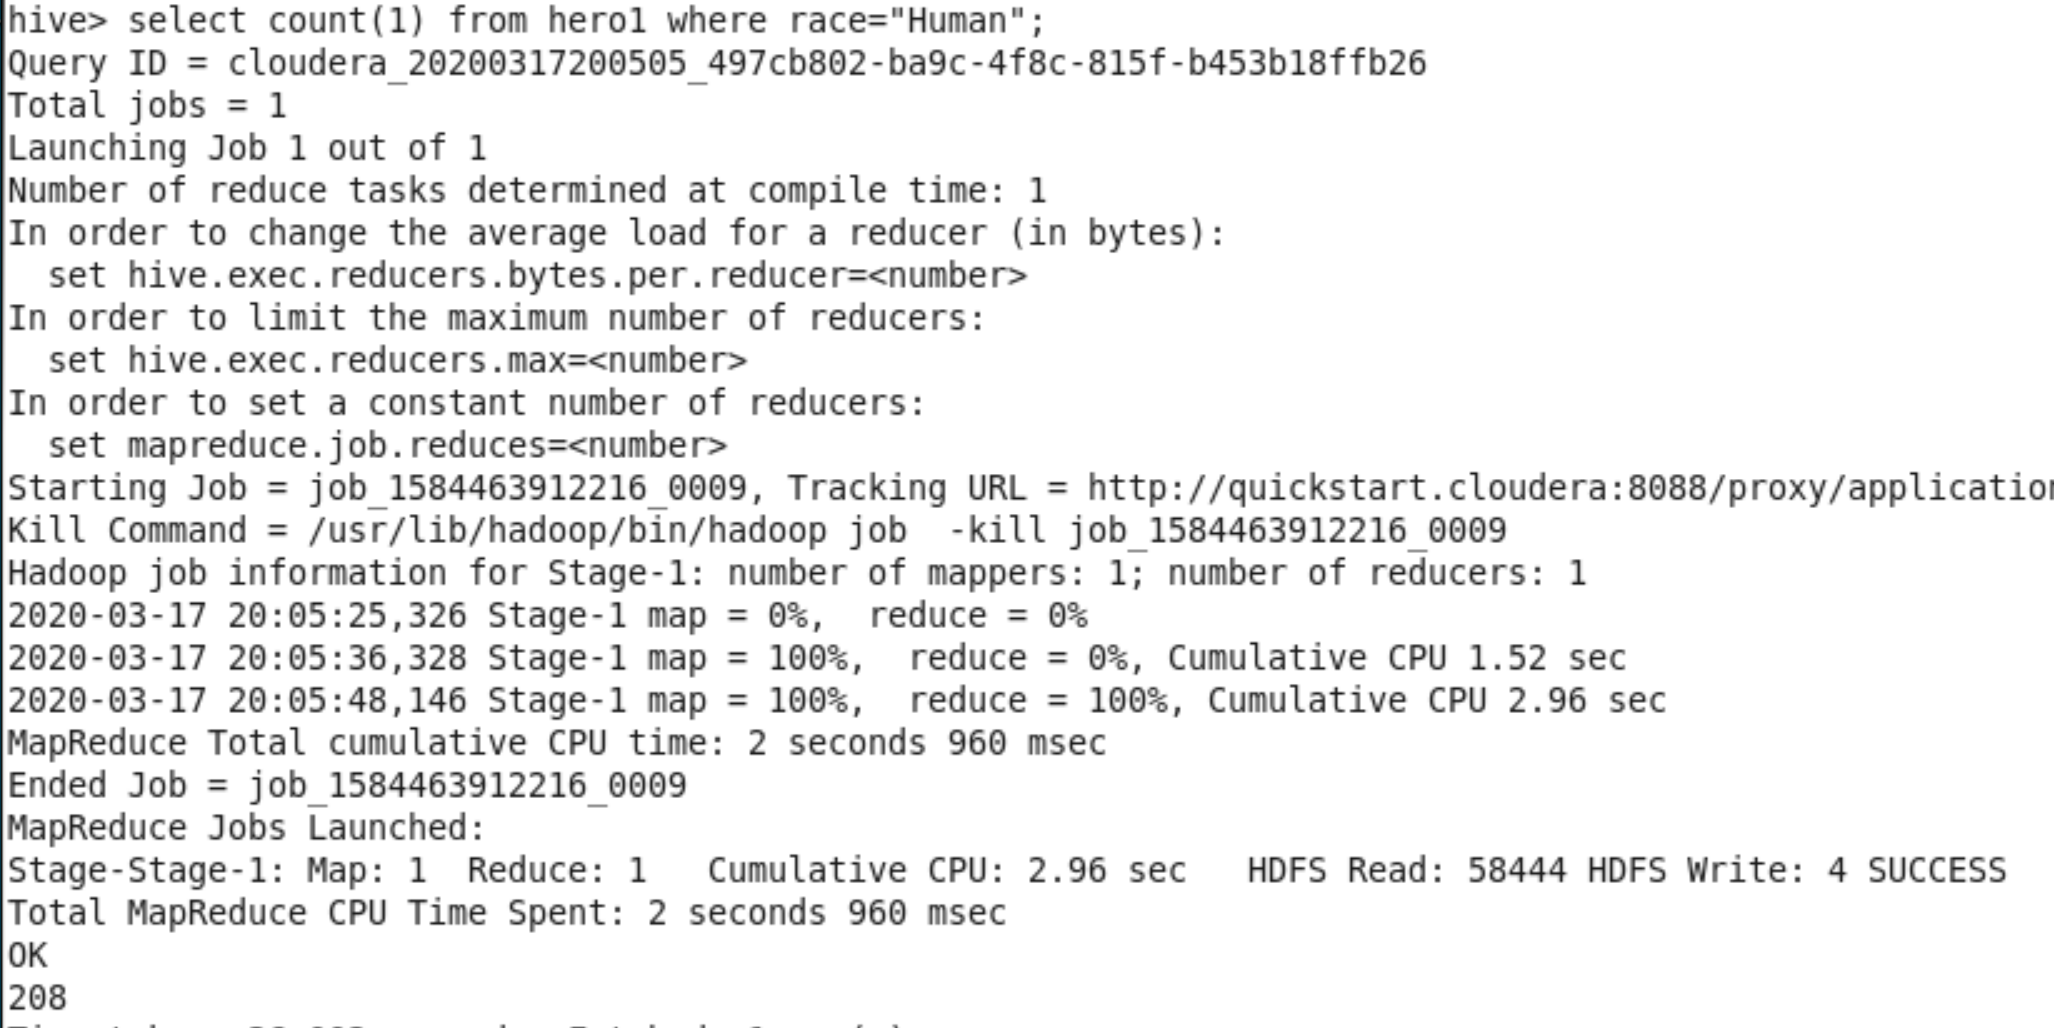 hive> select count(1) from hero1 where race="Human";
Query ID = cloudera_20200317200505_497cb802-ba9c-4f8c-815f-b453b18ffb26
Total jobs = 1
Launching Job 1 out of 1
Number of reduce tasks determined at compile time: 1
In order to change the average load for a reducer (in bytes):
  set hive.exec.reducers.bytes.per.reducer=<number>
In order to limit the maximum number of reducers:
  set hive.exec.reducers.max=<number>
In order to set a constant number of reducers:
  set mapreduce.job.reduces=<number>
Starting Job = job_1584463912216_0009, Tracking URL = http://quickstart.cloudera:8088/proxy/application
Kill Command = /usr/lib/hadoop/bin/hadoop job  -kill job_1584463912216_0009
Hadoop job information for Stage-1: number of mappers: 1; number of reducers: 1
2020-03-17 20:05:25,326 Stage-1 map = 0%,  reduce = 0%
2020-03-17 20:05:36,328 Stage-1 map = 100%,  reduce = 0%, Cumulative CPU 1.52 sec
2020-03-17 20:05:48,146 Stage-1 map = 100%,  reduce = 100%, Cumulative CPU 2.96 sec
MapReduce Total cumulative CPU time: 2 seconds 960 msec
Ended Job = job_1584463912216_0009
MapReduce Jobs Launched:
Stage-Stage-1: Map: 1  Reduce: 1   Cumulative CPU: 2.96 sec   HDFS Read: 58444 HDFS Write: 4 SUCCESS
Total MapReduce CPU Time Spent: 2 seconds 960 msec
OK
208